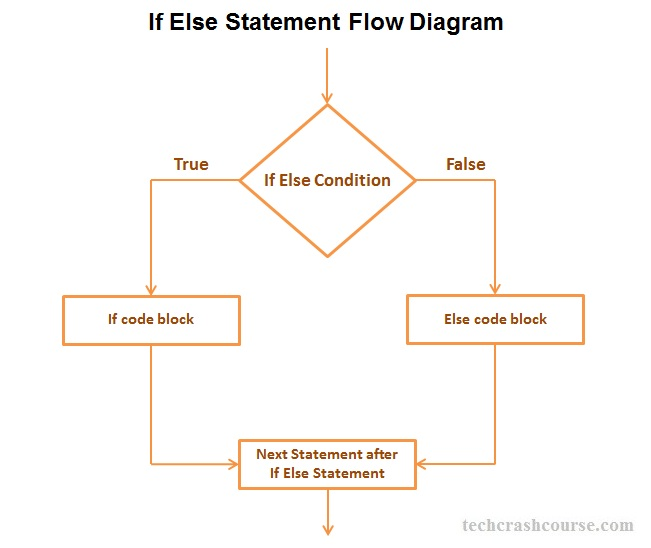 If Else Statement Flow Diagram
True
False
If Else Condition
If code block
Else code block
Next Statement after
If Else Statement
techcrashcourse.com